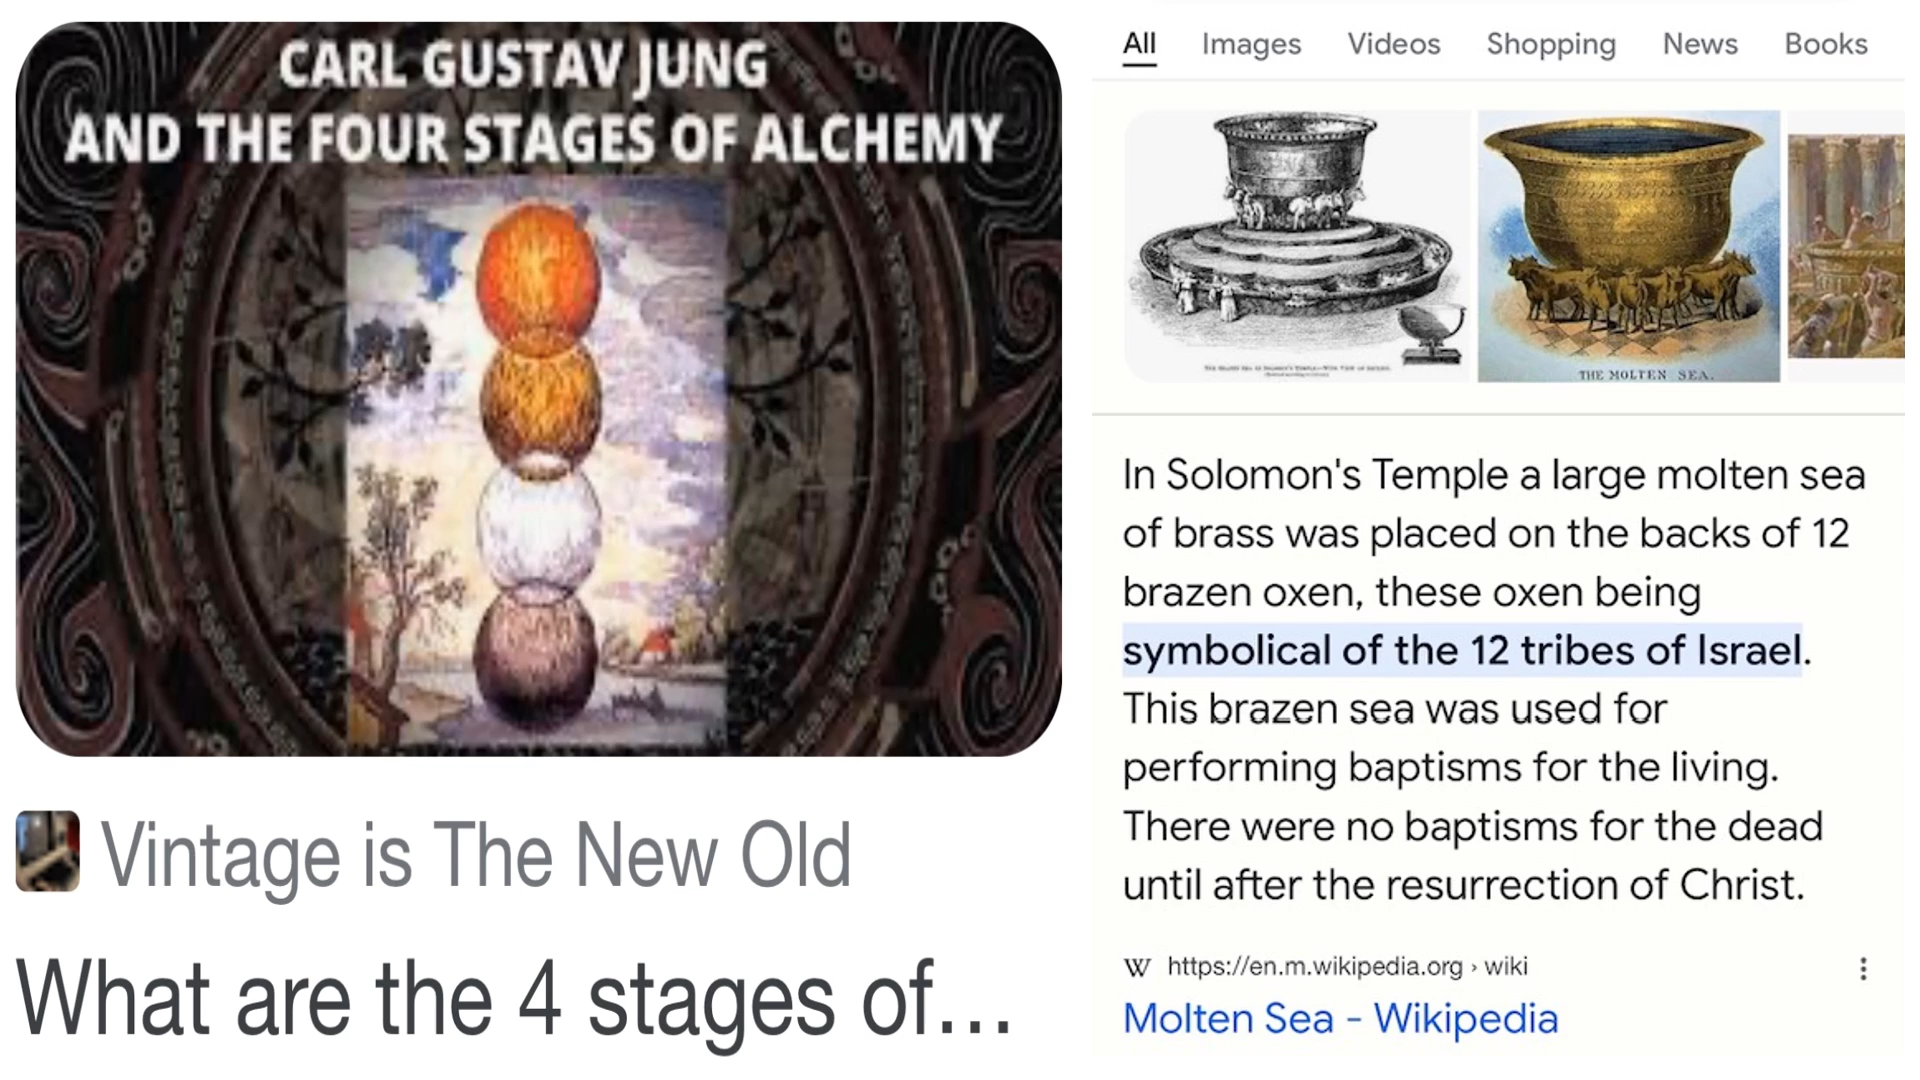 CARL GUSTAV JUNG
AND THE FOUR STAGES OF ALCHEMY
Vintage is The New Old
What are the 4 stages of...
All Images Videos Shopping News Books
THE MOLTEN SEA.
In Solomon's Temple a large molten sea
of brass was placed on the backs of 12
brazen oxen, these oxen being
symbolical of the 12 tribes of Israel.
This brazen sea was used for
performing baptisms for the living.
There were no baptisms for the dead
until after the resurrection of Christ.
W https://en.m.wikipedia.org › wiki
Molten Sea - Wikipedia